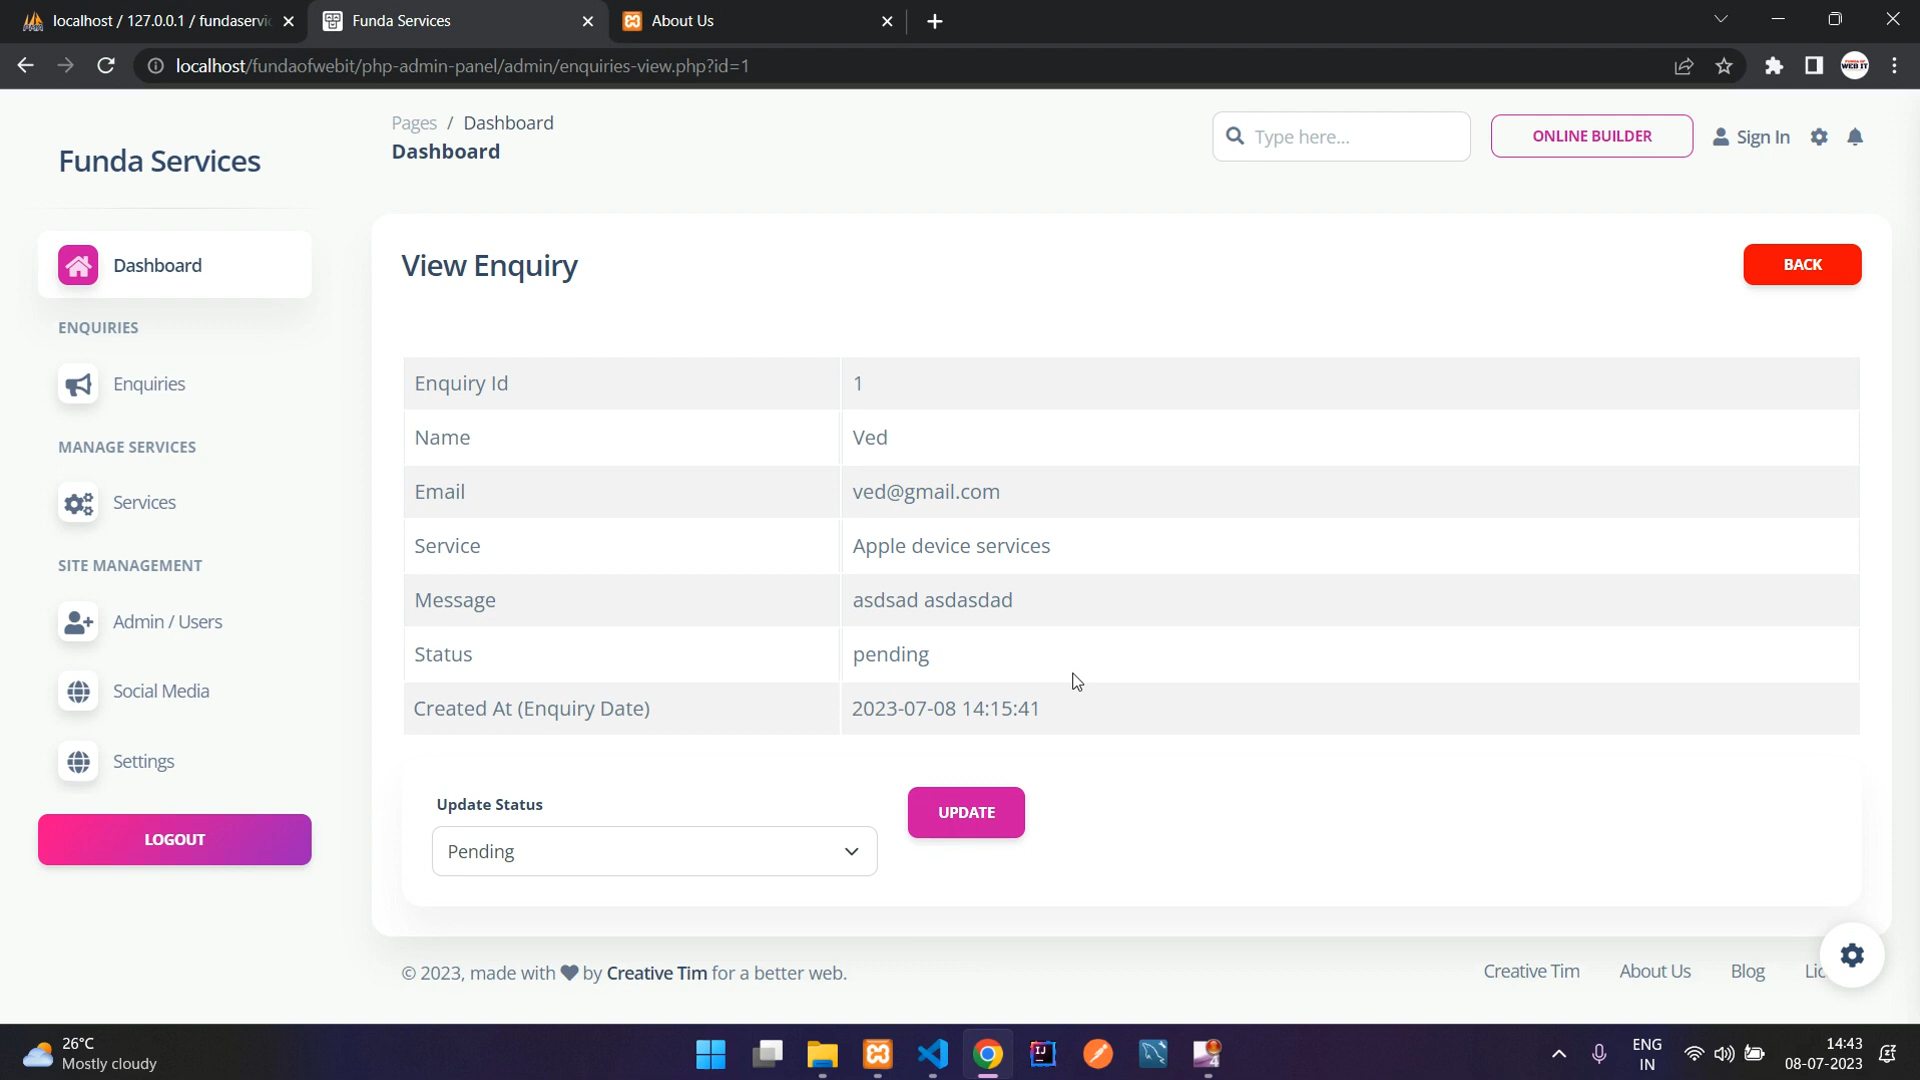 localhost / 127.0.0.1 / fundaservic
Funda Services
About Us
localhost/fundaofwebit/php-admin-panel/admin/enquiries-view.php?id=1
WEB IT
Pages / Dashboard
Dashboard
Type here...
ONLINE BUILDER
Sign In
Funda Services
Dashboard
ENQUIRIES
Enquiries
MANAGE SERVICES
Services
SITE MANAGEMENT
Admin / Users
Social Media
Settings
LOGOUT
View Enquiry
BACK
Enquiry Id 1
Name Ved
Email ved@gmail.com
Service Apple device services
Message asdsad asdasdad
Status pending
Created At (Enquiry Date) 2023-07-08 14:15:41
Update Status
UPDATE
Pending
© 2023, made with ♥ by Creative Tim for a better web.
Creative Tim
About Us
Blog
Lic
26°C
Mostly cloudy
IJ
4
ENG
IN
14:43
08-07-2023